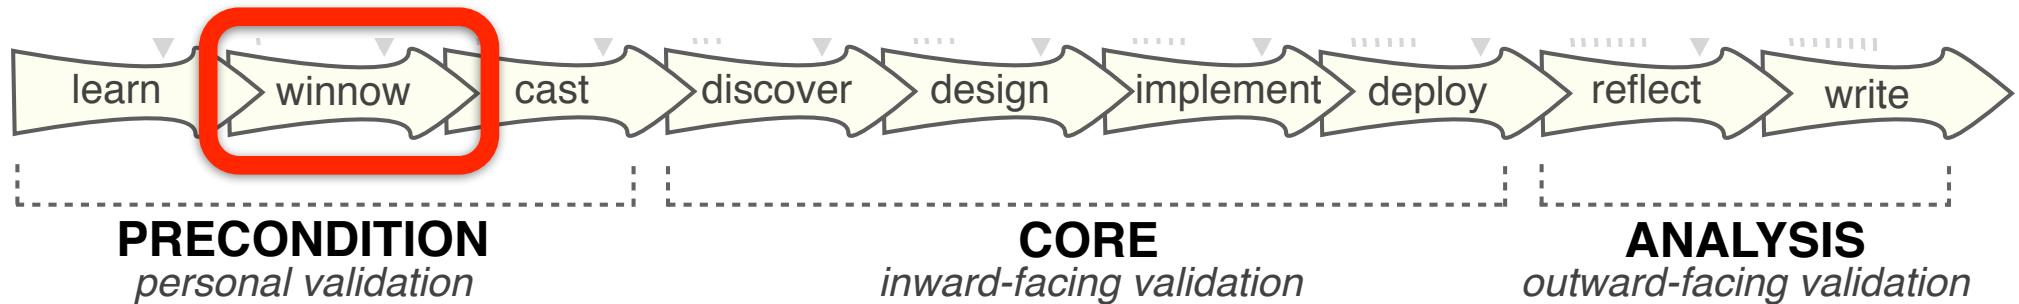 learn winnow cast discover design implement deploy reflect write
PRECONDITION CORE ANALYSIS
personal validation inward-facing validation outward-facing validation